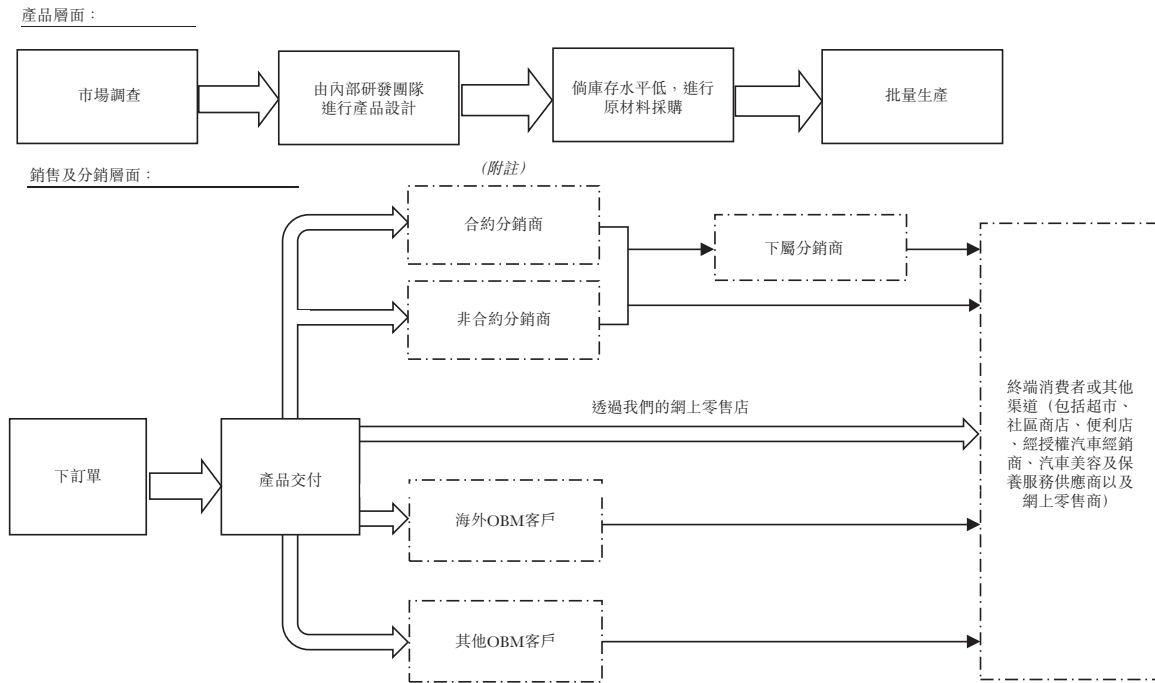 產品層面：
市場調查
由內部研發團隊
進行產品設計
倘庫存水平低，進行
原材料採購
批量生產
銷售及分銷層面：
(附註)
合約分銷商
下屬分銷商
非合約分銷商
透過我們的網上零售店
下訂單
產品交付
海外OBM客戶
其他OBM客戶
終端消費者或其他
渠道（包括超市、
社區商店、便利店
、經授權汽車經銷
商、汽車美容及保
養服務供應商以及
網上零售商）